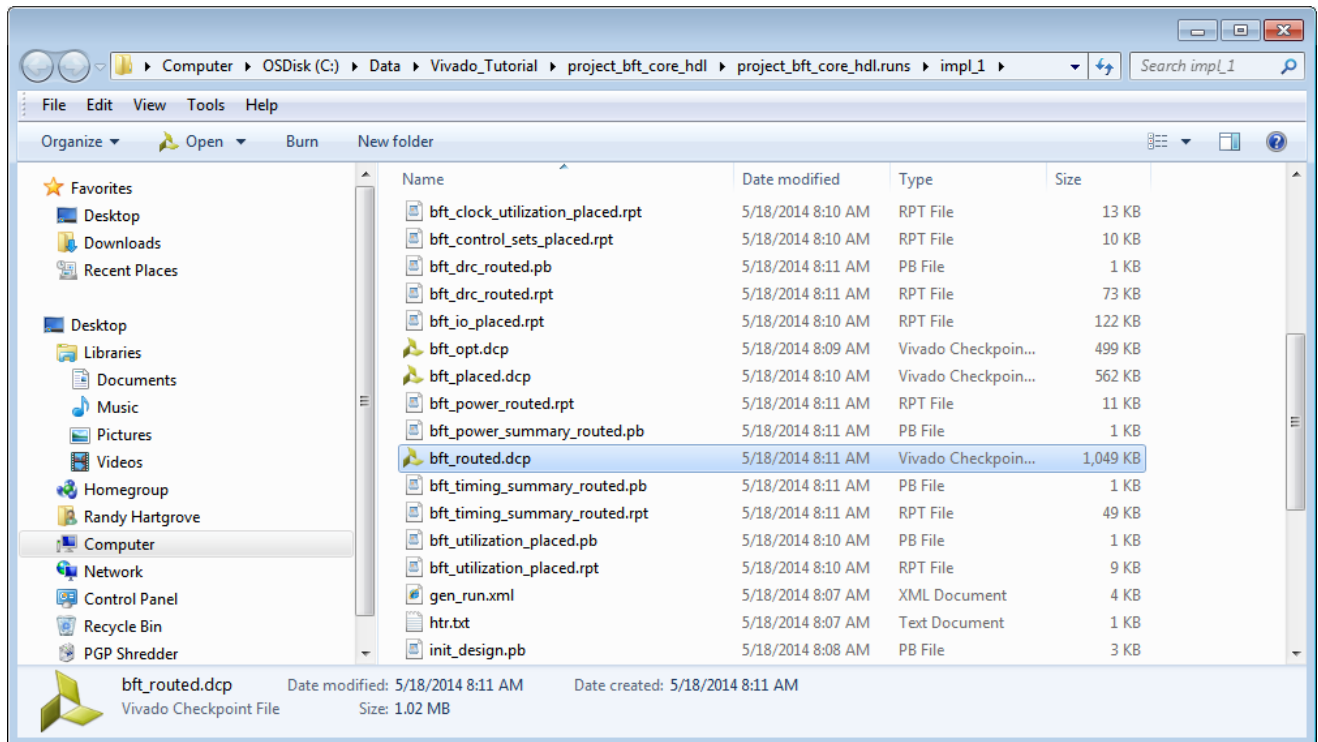 Computer OSDisk (C:) Data Vivado_Tutorial project_bft_core_hdl project_bft_core_hdl.runs impl_1 Search impl_1
File Edit View Tools Help
Organize Open Burn New folder
Favorites
Desktop
Downloads
Recent Places
Desktop
Libraries
Documents
Music
Pictures
Videos
Homegroup
Randy Hartgrove
Computer
Network
Control Panel
Recycle Bin
PGP Shredder
Name Date modified Type Size
bft_clock_utilization_placed.rpt 5/18/2014 8:10 AM RPT File 13 KB
bft_control_sets_placed.rpt 5/18/2014 8:10 AM RPT File 10 KB
bft_drc_routed.pb 5/18/2014 8:11 AM PB File 1 KB
bft_drc_routed.rpt 5/18/2014 8:11 AM RPT File 73 KB
bft_io_placed.rpt 5/18/2014 8:10 AM RPT File 122 KB
bft_opt.dcp 5/18/2014 8:09 AM Vivado Checkpoin... 499 KB
bft_placed.dcp 5/18/2014 8:10 AM Vivado Checkpoin... 562 KB
bft_power_routed.rpt 5/18/2014 8:11 AM RPT File 11 KB
bft_power_summary_routed.pb 5/18/2014 8:11 AM PB File 1 KB
bft_routed.dcp 5/18/2014 8:11 AM Vivado Checkpoin... 1,049 KB
bft_timing_summary_routed.pb 5/18/2014 8:11 AM PB File 1 KB
bft_timing_summary_routed.rpt 5/18/2014 8:11 AM RPT File 49 KB
bft_utilization_placed.pb 5/18/2014 8:10 AM PB File 1 KB
bft_utilization_placed.rpt 5/18/2014 8:10 AM RPT File 9 KB
gen_run.xml 5/18/2014 8:07 AM XML Document 4 KB
htr.txt 5/18/2014 8:07 AM Text Document 1 KB
init_design.pb 5/18/2014 8:08 AM PB File 3 KB
bft_routed.dcp Date modified: 5/18/2014 8:11 AM Date created: 5/18/2014 8:11 AM
Vivado Checkpoint File Size: 1.02 MB